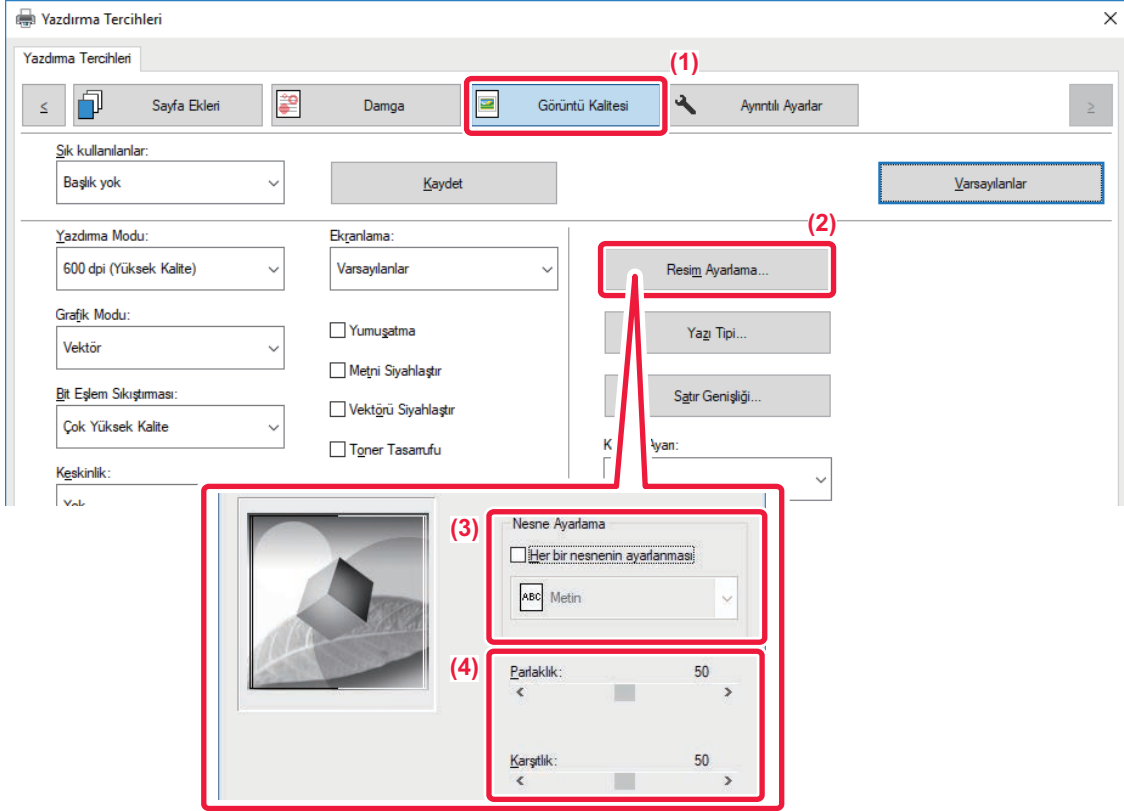 Yazdırma Tercihleri
Yazdırma Tercihleri
(1)
< Sayfa Ekleri Damga Görüntü Kalitesi Ayrıntılı Ayarlar >
Sık kullanılanlar:
Başlık yok Kaydet Varsayılanlar
(2)
Yazdırma Modu: Ekranlama:
600 dpi (Yüksek Kalite) Varsayılanlar Resim Ayarlama...
Grafik Modu:
Vektör Yumuşatma Yazı Tipi...
Metni Siyahlaştır
Bit Eşlem Sıkıştırması: Satır Genişliği...
Çok Yüksek Kalite Vektörü Siyahlaştır
Toner Tasarrufu K Ayarı:
Keskinlik:
Yok
(3) Nesne Ayarlama
Her bir nesnenin ayarlanması
ABC Metin
(4) Parlaklık: 50
< >
Karşıtlık: 50
< >